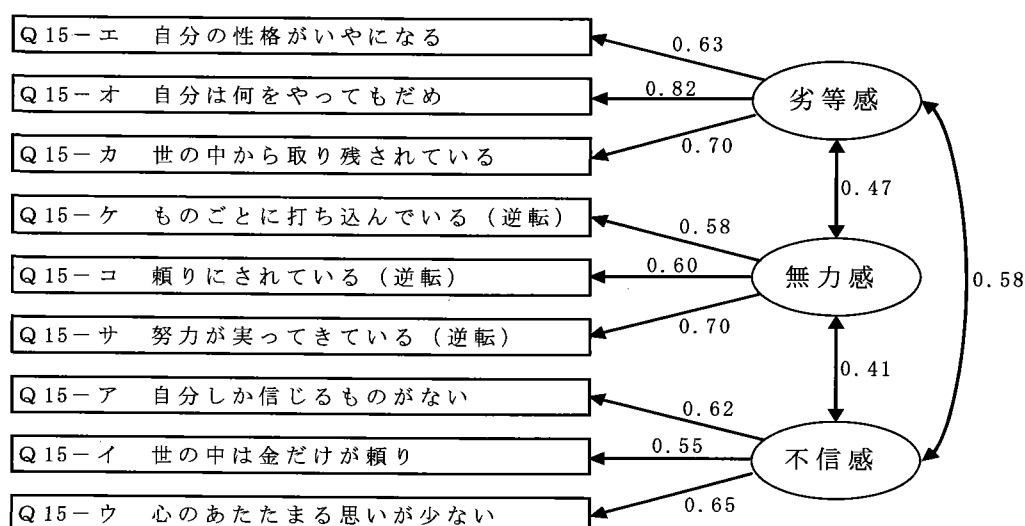 Q15－エ　自分の性格がいやになる
0.63
Q15－オ　自分は何をやってもだめ
0.82
劣等感
Q15－カ　世の中から取り残されている
0.70
0.47
Q15－ケ　ものごとに打ち込んでいる（逆転）
0.58
Q15－コ　頼りにされている（逆転）
0.60
無力感
0.58
Q15－サ　努力が実ってきている（逆転）
0.70
0.41
Q15－ア　自分しか信じるものがない
0.62
Q15－イ　世の中は金だけが頼り
0.55
不信感
Q15－ウ　心のあたたまる思いが少ない
0.65